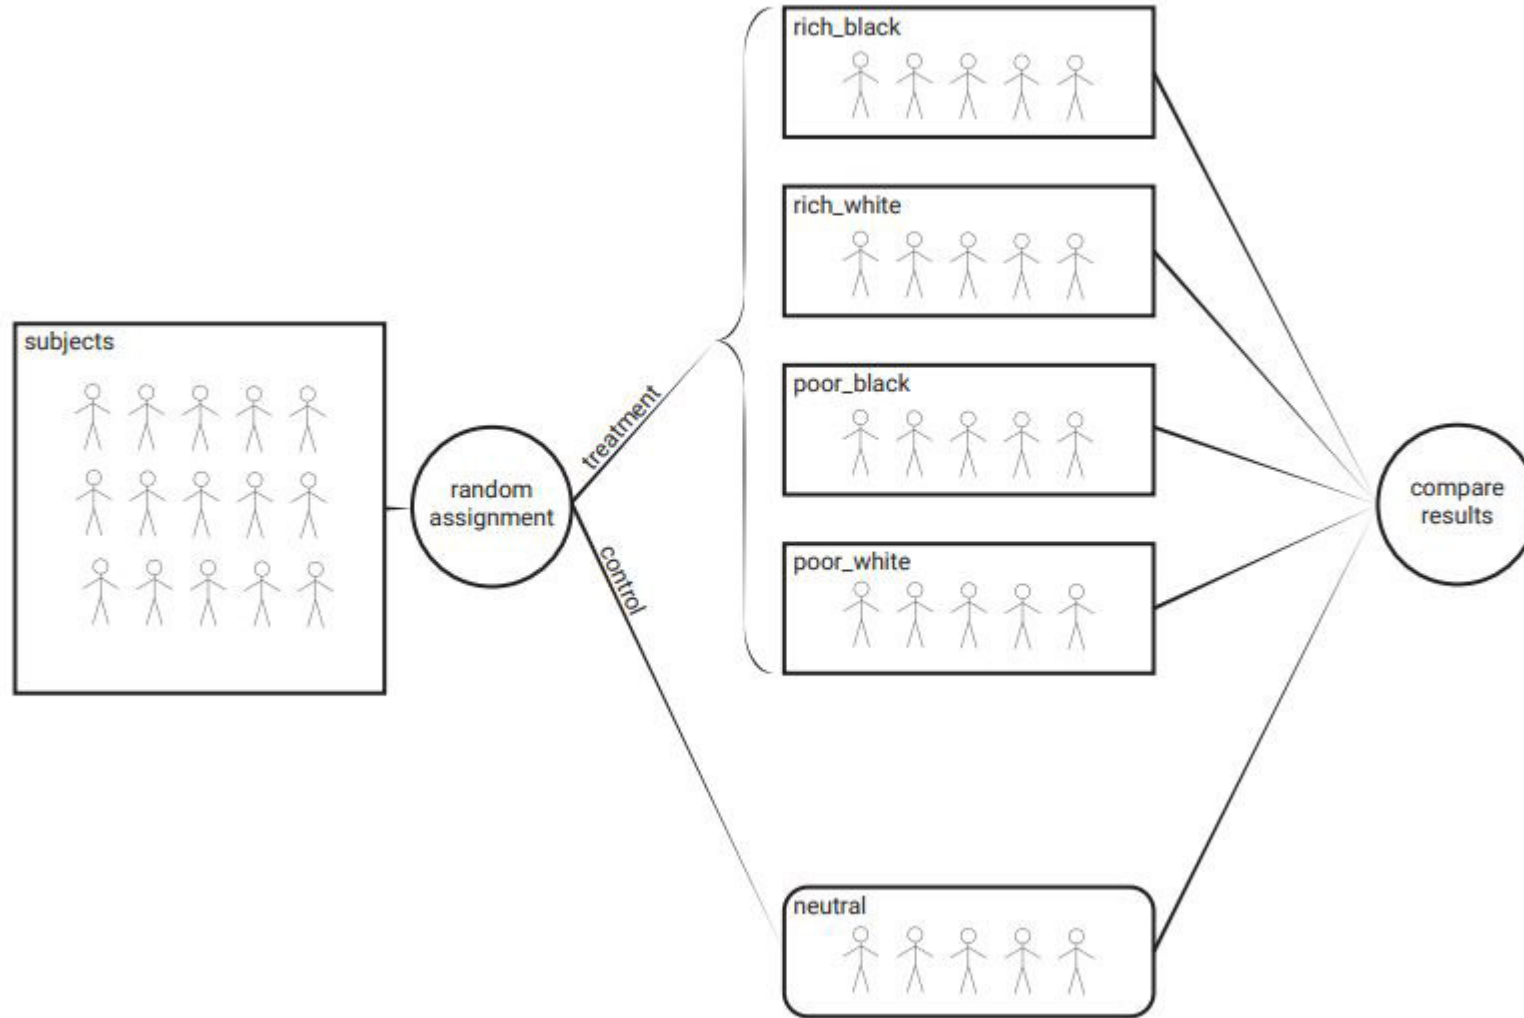 subjects
random
assignment
treatment
control
rich_black
rich_white
poor_black
poor_white
neutral
compare
results